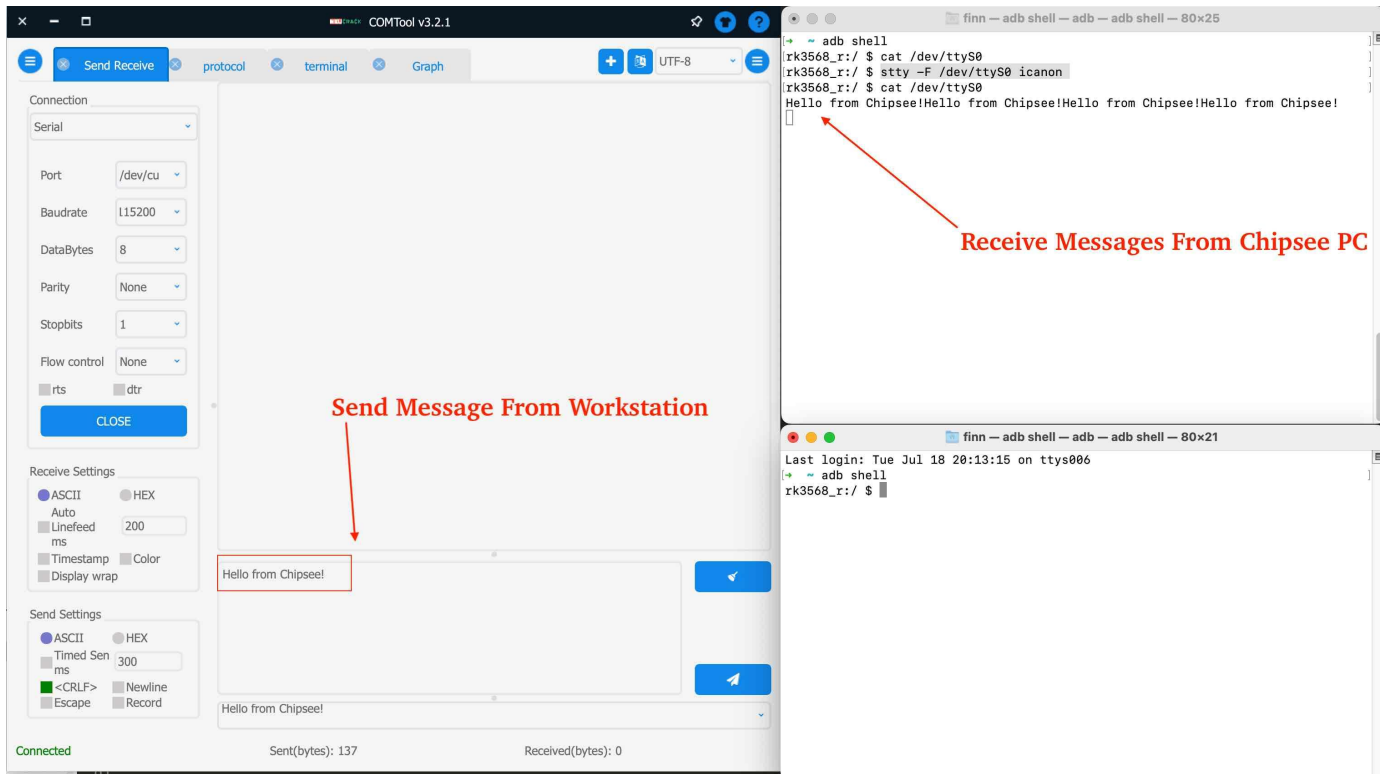 COMTool v3.2.1
Send Receive
protocol
terminal
Graph
UTF-8
Connection
Serial
Port
/dev/cu
Baudrate
115200
DataBytes
8
Parity
None
Stopbits
1
Flow control
None
rts
dtr
CLOSE
Receive Settings
ASCII
HEX
Auto
Linefeed
ms
200
Timestamp
Color
Display wrap
Send Settings
ASCII
HEX
Timed Sen
ms
300
<CRLF>
Newline
Escape
Record
Send Message From Workstation
Hello from Chipsee!
Hello from Chipsee!
Connected
Sent(bytes): 137
Received(bytes): 0
finn — adb shell — adb — adb shell — 80×25
[→ ~ adb shell ]
[rk3568_r:/ $ cat /dev/ttyS0 ]
[rk3568_r:/ $ stty -F /dev/ttyS0 icanon ]
[rk3568_r:/ $ cat /dev/ttyS0 ]
Hello from Chipsee!Hello from Chipsee!Hello from Chipsee!Hello from Chipsee!
Receive Messages From Chipsee PC
finn — adb shell — adb — adb shell — 80×21
Last login: Tue Jul 18 20:13:15 on ttys006
[→ ~ adb shell ]
rk3568_r:/ $